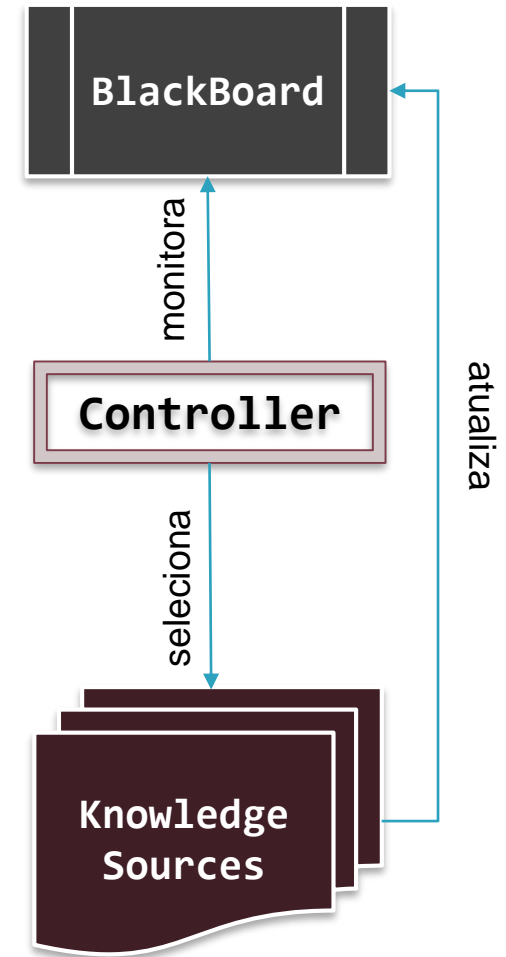 BlackBoard
monitora
Controller
atualiza
seleciona
Knowledge
Sources